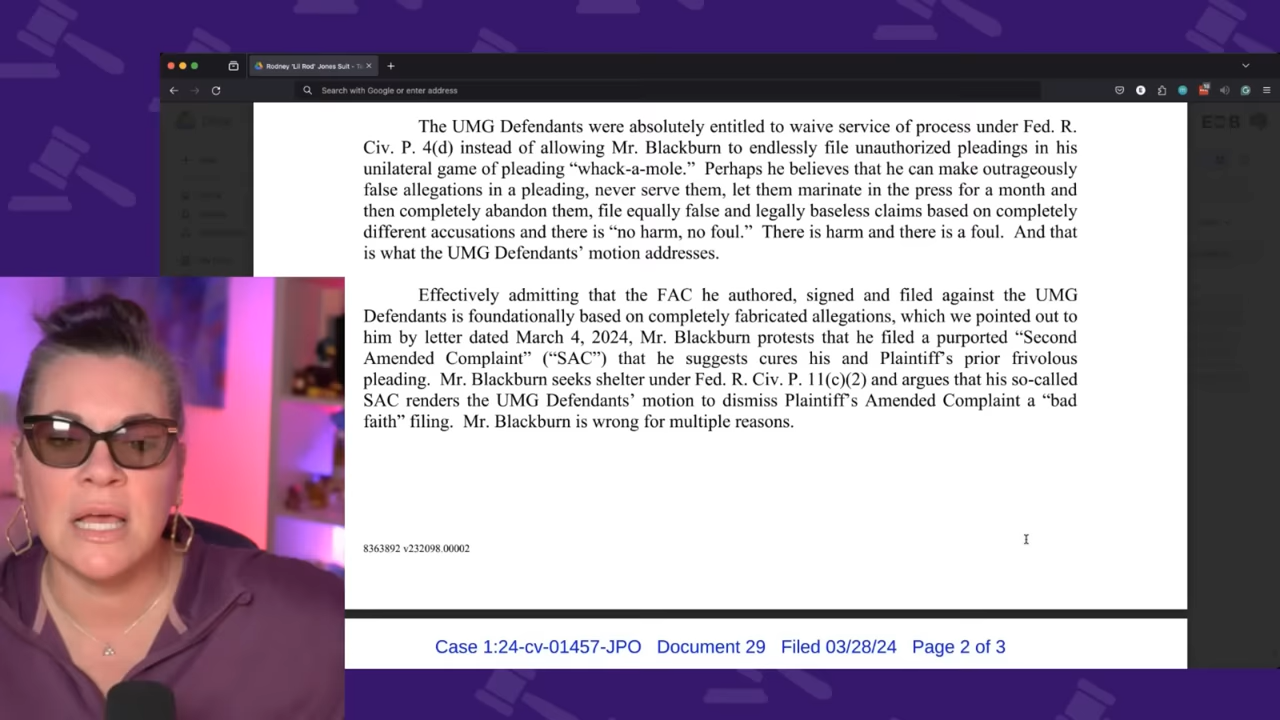 Rodney 'Lil Rod' Jones Suit - 
Search with Google or enter address
The UMG Defendants were absolutely entitled to waive service of process under Fed. R.
Civ. P. 4(d) instead of allowing Mr. Blackburn to endlessly file unauthorized pleadings in his
unilateral game of pleading “whack-a-mole.” Perhaps he believes that he can make outrageously
false allegations in a pleading, never serve them, let them marinate in the press for a month and
then completely abandon them, file equally false and legally baseless claims based on completely
different accusations and there is “no harm, no foul.” There is harm and there is a foul. And that
is what the UMG Defendants’ motion addresses.
Effectively admitting that the FAC he authored, signed and filed against the UMG
Defendants is foundationally based on completely fabricated allegations, which we pointed out to
him by letter dated March 4, 2024, Mr. Blackburn protests that he filed a purported “Second
Amended Complaint” (“SAC”) that he suggests cures his and Plaintiff’s prior frivolous
pleading. Mr. Blackburn seeks shelter under Fed. R. Civ. P. 11(c)(2) and argues that his so-called
SAC renders the UMG Defendants’ motion to dismiss Plaintiff’s Amended Complaint a “bad
faith” filing. Mr. Blackburn is wrong for multiple reasons.
8363892 v232098.00002
Case 1:24-cv-01457-JPO Document 29 Filed 03/28/24 Page 2 of 3